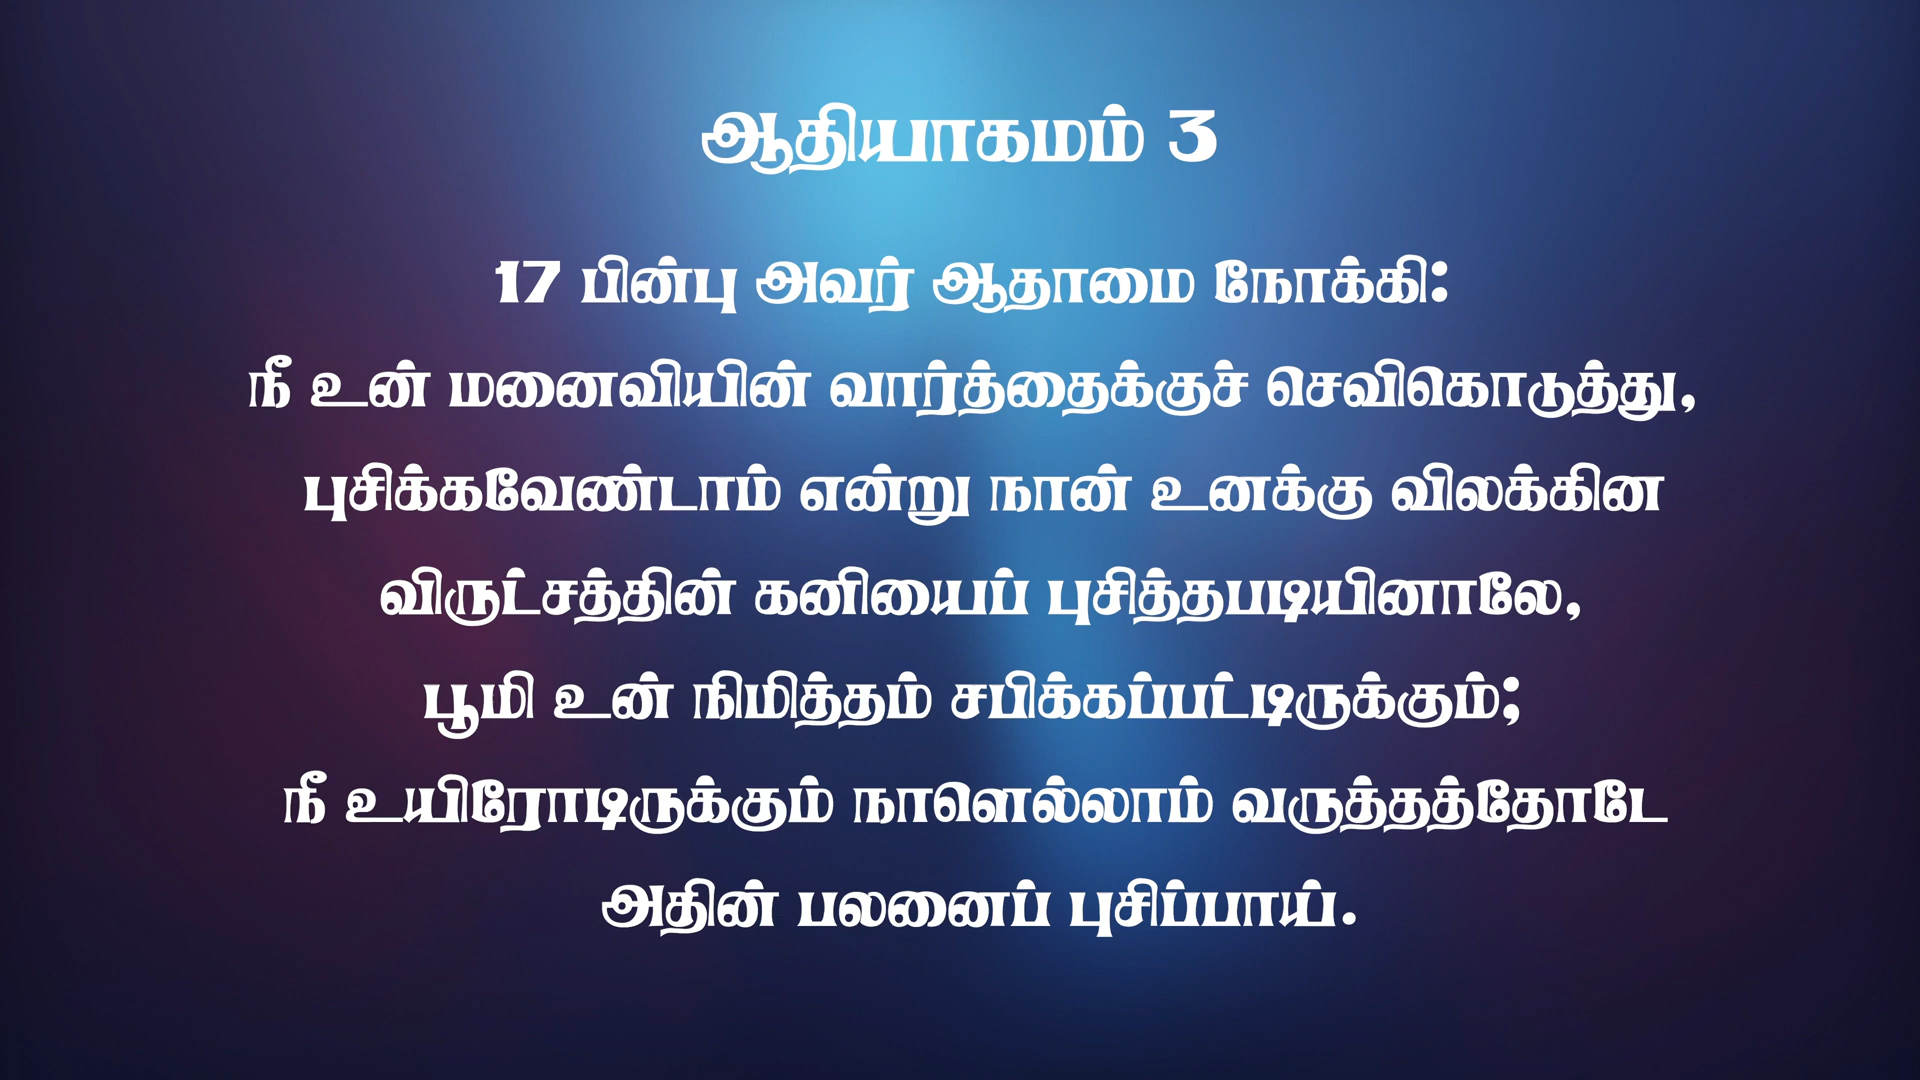 ஆதியாகமம் 3
17 பின்பு அவர் ஆதாமை நோக்கி:
நீ உன் மனைவியின் வார்த்தைக்குச் செவிகொடுத்து,
புசிக்கவேண்டாம் என்று நான் உனக்கு விலக்கின
விருட்சத்தின் கனியைப் புசித்தபடியினாலே,
பூமி உன் நிமித்தம் சபிக்கப்பட்டிருக்கும்;
நீ உயிரோடிருக்கும் நாளெல்லாம் வருத்தத்தோடே
அதின் பலனைப் புசிப்பாய்.